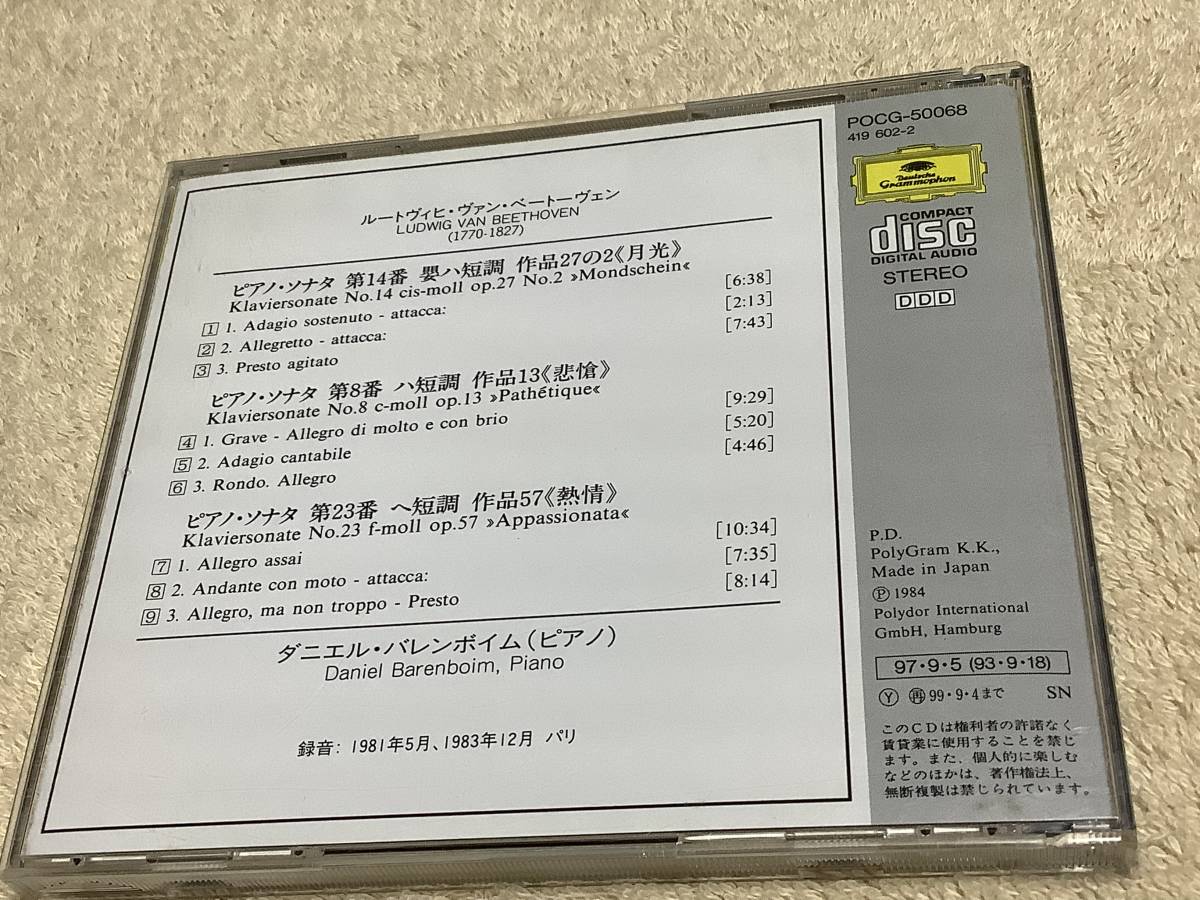 ルートヴィヒ・ヴァン・ベートーヴェン
LUDWIG VAN BEETHOVEN
(1770-1827)
ピアノ・ソナタ 第14番 嬰ハ短調 作品27の2《月光》
Klaviersonate No.14 cis-moll op.27 No.2 »Mondschein«
1 1. Adagio sostenuto - attacca: [6:38]
2 2. Allegretto - attacca: [2:13]
3 3. Presto agitato [7:43]
ピアノ・ソナタ 第8番 ハ短調 作品13《悲愴》
Klaviersonate No.8 c-moll op.13 »Pathétique«
4 1. Grave - Allegro di molto e con brio [9:29]
5 2. Adagio cantabile [5:20]
6 3. Rondo. Allegro [4:46]
ピアノ・ソナタ 第23番 ヘ短調 作品57《熱情》
Klaviersonate No.23 f-moll op.57 »Appassionata«
7 1. Allegro assai [10:34]
8 2. Andante con moto - attacca: [7:35]
9 3. Allegro, ma non troppo - Presto [8:14]
ダニエル・バレンボイム(ピアノ)
Daniel Barenboim, Piano
録音: 1981年5月、1983年12月 パリ
POCG-50068
419 602-2
Deutsche
Grammophon
COMPACT
disc
DIGITAL AUDIO
STEREO
DDD
P.D.
PolyGram K.K.,
Made in Japan
Ⓟ 1984
Polydor International
GmbH, Hamburg
97・9・5 (93・9・18)
Ⓨ 再 99・9・4まで SN
このCDは権利者の許諾なく
賃貸業に使用することを禁じ
ます。また、個人的に楽しむ
などのほかは、著作権法上、
無断複製は禁じられています。